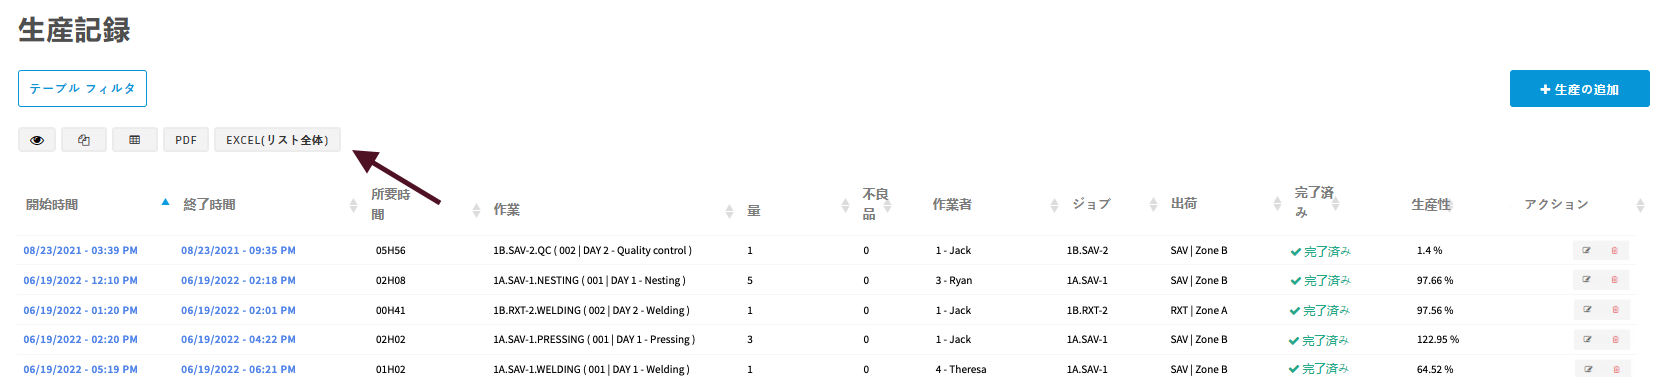 生産記録
テーブル フィルタ
生産の追加
PDF EXCEL(リスト全体)
開始時間 終了時間 所要時間 作業 量 不良品 作業者 ジョブ 出荷 完了済み 生産性 アクション
08/23/2021 - 03:39 PM 08/23/2021 - 09:35 PM 05H56 1B.SAV-2.QC ( 002 | DAY 2 - Quality control ) 1 0 1 - Jack 1B.SAV-2 SAV | Zone B 完了済み 1.4 %
06/19/2022 - 12:10 PM 06/19/2022 - 02:18 PM 02H08 1A.SAV-1.NESTING ( 001 | DAY 1 - Nesting ) 5 0 3 - Ryan 1A.SAV-1 SAV | Zone B 完了済み 97.66 %
06/19/2022 - 01:20 PM 06/19/2022 - 02:01 PM 00H41 1B.RXT-2.WELDING ( 002 | DAY 2 - Welding ) 1 0 1 - Jack 1B.RXT-2 RXT | Zone A 完了済み 97.56 %
06/19/2022 - 02:20 PM 06/19/2022 - 04:22 PM 02H02 1A.SAV-1.PRESSING ( 001 | DAY 1 - Pressing ) 3 0 1 - Jack 1A.SAV-1 SAV | Zone B 完了済み 122.95 %
06/19/2022 - 05:19 PM 06/19/2022 - 06:21 PM 01H02 1A.SAV-1.WELDING ( 001 | DAY 1 - Welding ) 1 0 4 - Theresa 1A.SAV-1 SAV | Zone B 完了済み 64.52 %